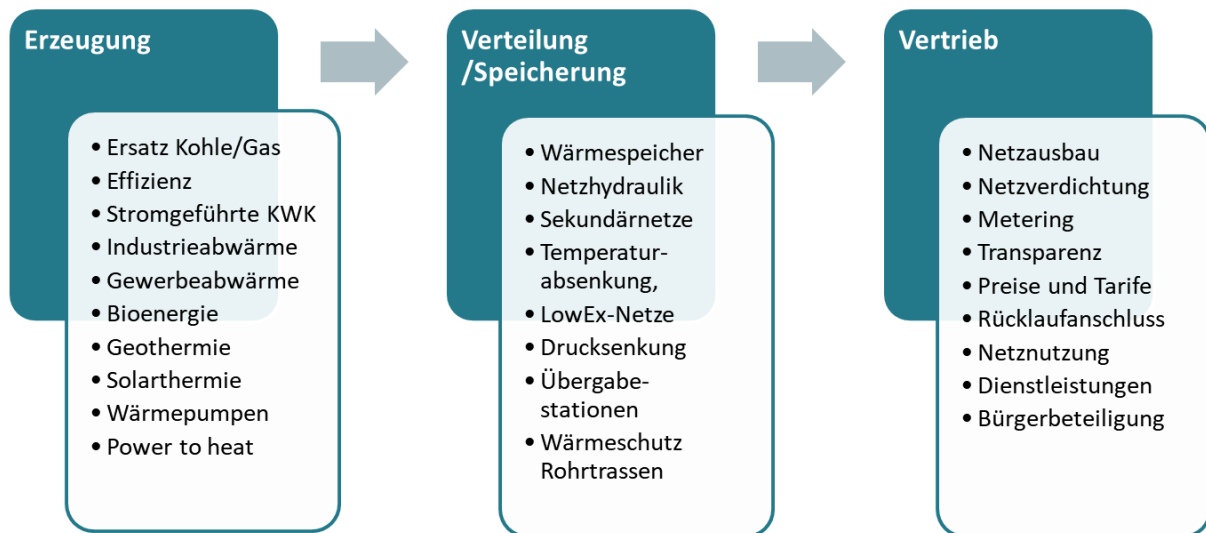 Erzeugung
• Ersatz Kohle/Gas
• Effizienz
• Stromgeführte KWK
• Industrieabwärme
• Gewerbeabwärme
• Bioenergie
• Geothermie
• Solarthermie
• Wärmepumpen
• Power to heat
Verteilung
/Speicherung
• Wärmespeicher
• Netzhydraulik
• Sekundärnetze
• Temperatur-
absenkung,
• LowEx-Netze
• Drucksenkung
• Übergabe-
stationen
• Wärmeschutz
Rohrtrassen
Vertrieb
• Netzausbau
• Netzverdichtung
• Metering
• Transparenz
• Preise und Tarife
• Rücklaufanschluss
• Netznutzung
• Dienstleistungen
• Bürgerbeteiligung